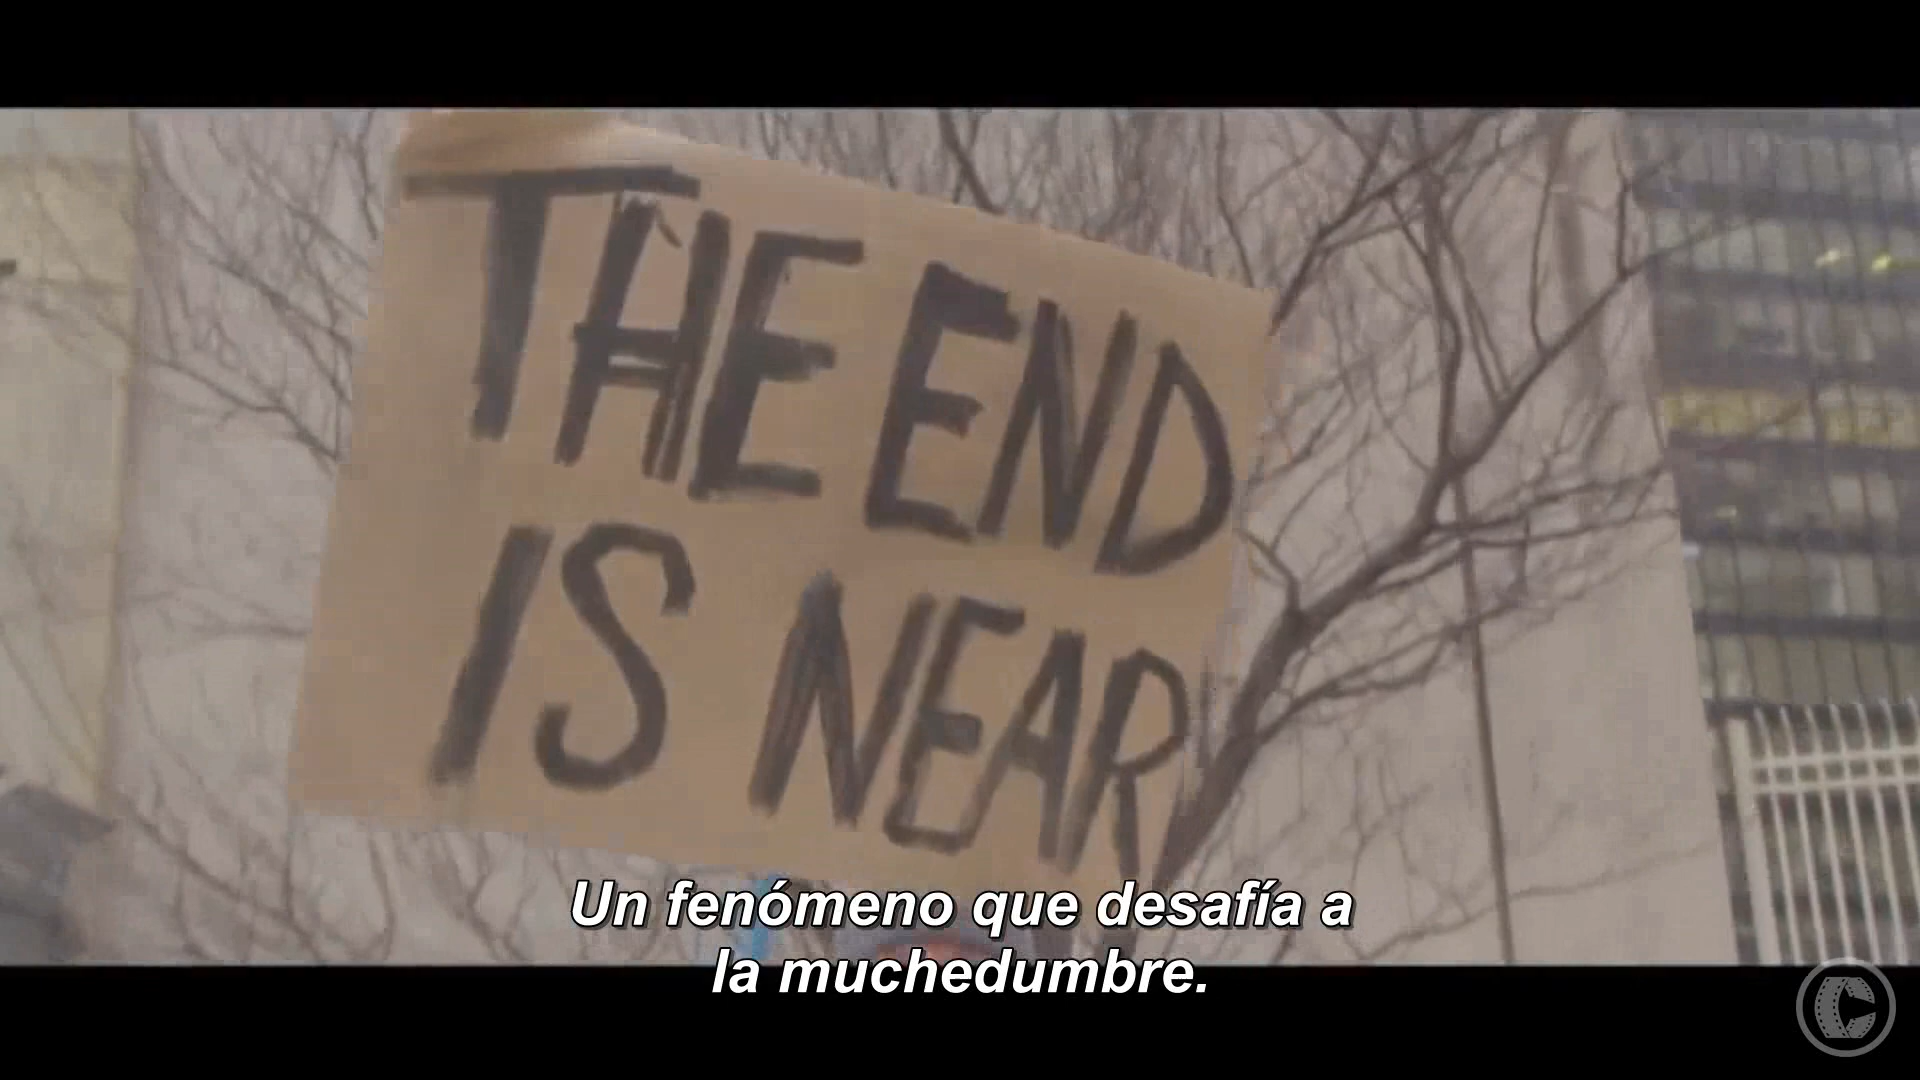 THE END
IS NEAR
Un fenómeno que desafía a
la muchedumbre.